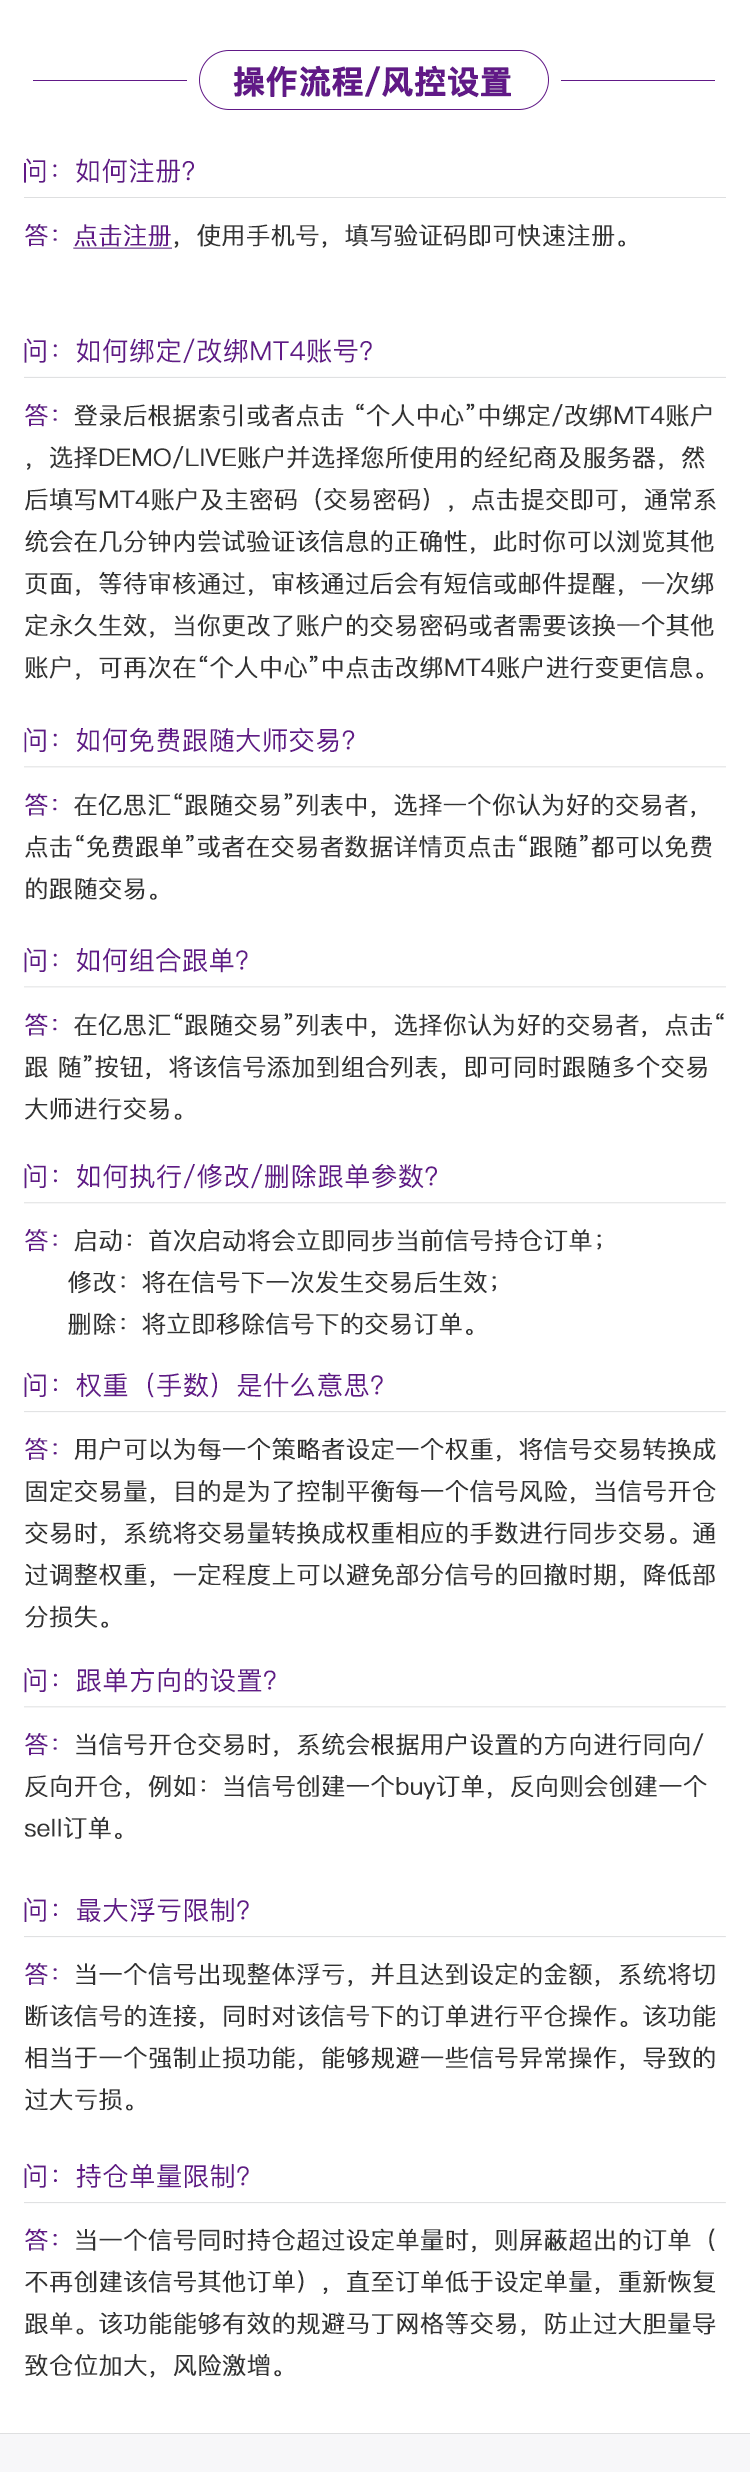 操作流程/风控设置
问：如何注册?
答：点击注册，使用手机号，填写验证码即可快速注册。
问：如何绑定/改绑MT4账号?
答：登录后根据索引或者点击 “个人中心”中绑定/改绑MT4账户
，选择DEMO/LIVE账户并选择您所使用的经纪商及服务器，然
后填写MT4账户及主密码（交易密码），点击提交即可，通常系
统会在几分钟内尝试验证该信息的正确性，此时你可以浏览其他
页面，等待审核通过，审核通过后会有短信或邮件提醒，一次绑
定永久生效，当你更改了账户的交易密码或者需要该换一个其他
账户，可再次在“个人中心”中点击改绑MT4账户进行变更信息。
问：如何免费跟随大师交易?
答：在亿思汇“跟随交易”列表中，选择一个你认为好的交易者，
点击“免费跟单”或者在交易者数据详情页点击“跟随”都可以免费
的跟随交易。
问：如何组合跟单?
答：在亿思汇“跟随交易”列表中，选择你认为好的交易者，点击“
跟 随”按钮，将该信号添加到组合列表，即可同时跟随多个交易
大师进行交易。
问：如何执行/修改/删除跟单参数?
答：启动：首次启动将会立即同步当前信号持仓订单；
修改：将在信号下一次发生交易后生效；
删除：将立即移除信号下的交易订单。
问：权重（手数）是什么意思?
答：用户可以为每一个策略者设定一个权重，将信号交易转换成
固定交易量，目的是为了控制平衡每一个信号风险，当信号开仓
交易时，系统将交易量转换成权重相应的手数进行同步交易。通
过调整权重，一定程度上可以避免部分信号的回撤时期，降低部
分损失。
问：跟单方向的设置?
答：当信号开仓交易时，系统会根据用户设置的方向进行同向/
反向开仓，例如：当信号创建一个buy订单，反向则会创建一个
sell订单。
问：最大浮亏限制?
答：当一个信号出现整体浮亏，并且达到设定的金额，系统将切
断该信号的连接，同时对该信号下的订单进行平仓操作。该功能
相当于一个强制止损功能，能够规避一些信号异常操作，导致的
过大亏损。
问：持仓单量限制?
答：当一个信号同时持仓超过设定单量时，则屏蔽超出的订单（
不再创建该信号其他订单），直至订单低于设定单量，重新恢复
跟单。该功能能够有效的规避马丁网格等交易，防止过大胆量导
致仓位加大，风险激增。